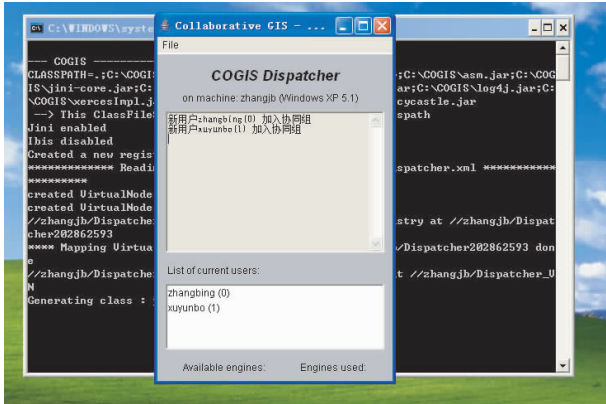 C:\WINDOWS\syste
Collaborative GIS - ...
File
COGIS Dispatcher
on machine: zhangjb (Windows XP 5.1)
新用户zhangbing(0) 加入协同组
新用户xuyunbo(1) 加入协同组
List of current users:
zhangbing (0)
xuyunbo (1)
Available engines:
Engines used:
--- COGIS
CLASSPATH=.;C:\COGI
;C:\COGIS\asm.jar;C:\COG
IS\jini-core.jar;C:
ar;C:\COGIS\log4j.jar;C:
\COGIS\xercesImpl.j
cycastle.jar
--> This ClassFile
spath
Jini enabled
Ibis disabled
Created a new regis
************* Readi
spatcher.xml ***********
*********
created VirtualNode
created VirtualNode
//zhangjb/Dispatche
stry at //zhangjb/Dispat
cher202862593
**** Mapping Virtua
/Dispatcher202862593 don
e
//zhangjb/Dispatche
t //zhangjb/Dispatcher_V
N
Generating class :